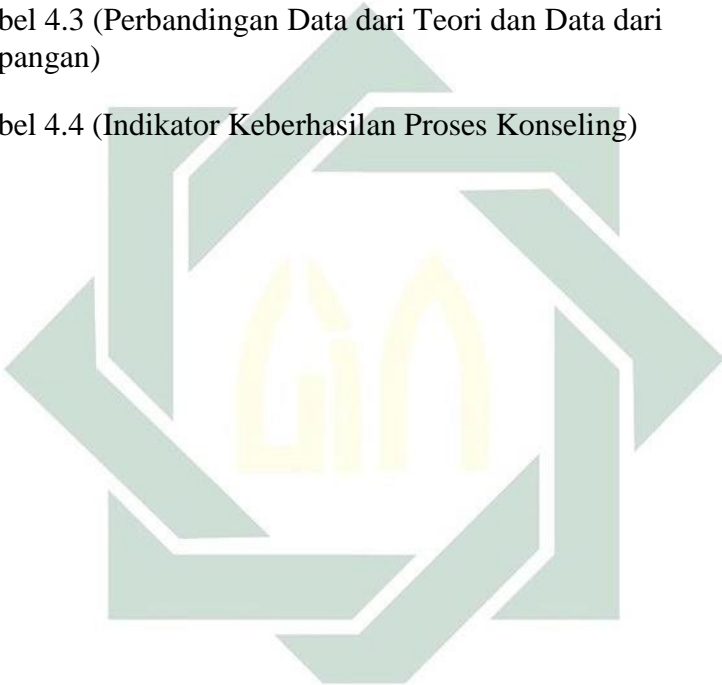 bel 4.3 (Perbandingan Data dari Teori dan Data dari
pangan)
bel 4.4 (Indikator Keberhasilan Proses Konseling)